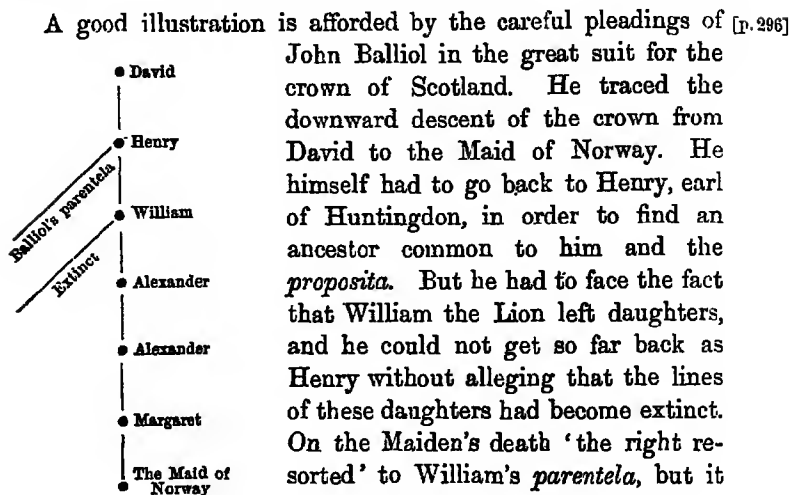 A good illustration is afforded by the careful pleadings of [p. 296]
John Balliol in the great suit for the
crown of Scotland. He traced the
downward descent of the crown from
David to the Maid of Norway. He
himself had to go back to Henry, earl
of Huntingdon, in order to find an
ancestor common to him and the
proposita. But he had to face the fact
that William the Lion left daughters,
and he could not get so far back as
Henry without alleging that the lines
of these daughters had become extinct.
On the Maiden's death ‘the right re-
sorted’ to William's parentela, but it
David
Henry
Balliol's parentela
William
Extinct
Alexander
Alexander
Margaret
The Maid of
Norway